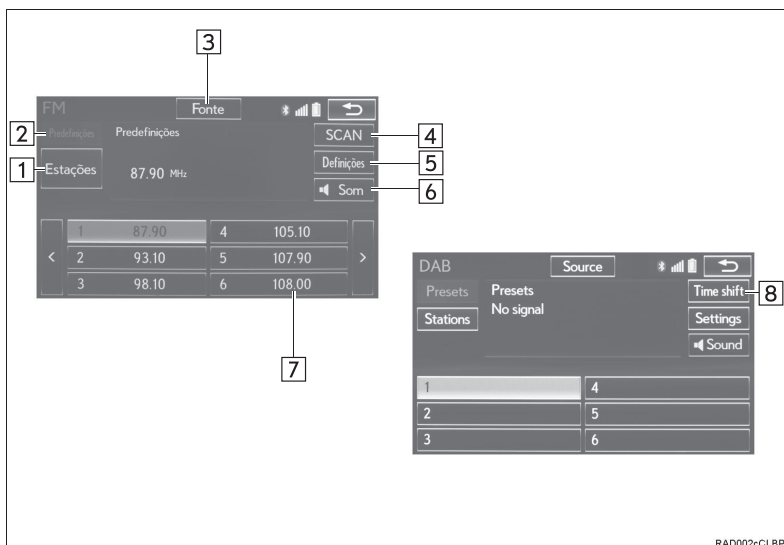 3
FM
Fonte
2
Predefinições
Predefinições
SCAN
4
1
Estações
87.90 MHz
Definições
5
Som
6
1 87.90
4 105.10
<
2 93.10
5 107.90
>
3 98.10
6 108.00
7
DAB
Source
Presets
Presets
Time shift
8
Stations
No signal
Settings
Sound
1
4
2
5
3
6
RAD002cCLBP